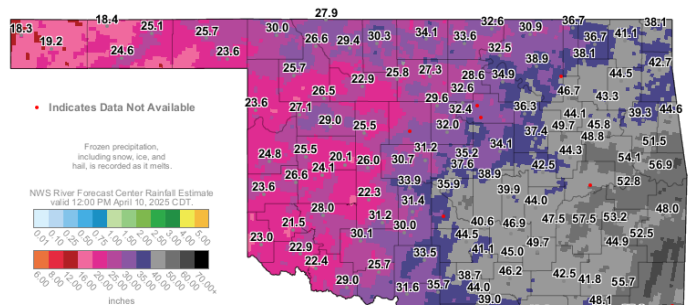 27.9
18.3 18.4 25.1 25.7 30.0 26.6 29.4 30.3 34.1 32.6 30.9 36.7 38.1
19.2 24.6 23.6 33.6 32.5 36.7 41.1
38.9 38.1
25.7 22.9 25.8 27.3 28.6 34.9 44.5 42.7
26.5 32.6 46.7 43.3
23.6 27.1 29.6 32.4 36.3 44.1 39.3 44.6
Indicates Data Not Available
29.0 25.5 32.0 37.4 49.7 45.8
48.8
Frozen precipitation,
including snow, ice, and
hail, is recorded as it melts.
31.2 34.1 44.3 51.5
24.8 25.5 20.1 26.0 30.7 35.2 54.1
24.1 37.6 42.5 56.9
26.6 33.9 38.9 52.8
NWS River Forecast Center Rainfall Estimate
valid 12:00 PM April 10, 2025 CDT.
23.6 22.3 35.9 39.9
31.4 44.0
28.0 31.2 48.0
21.5 30.0 40.6 46.9 47.5 57.5 53.2
23.0 30.1 44.5 52.5
22.9 33.5 41.1 49.7 44.9
22.4 25.7 45.0
29.0 38.7 46.2 42.5 41.8 55.7
31.6 35.7 44.0
39.0 48.1
0.01 0.10 0.25 0.50 0.75 1.00 1.50 2.00 2.50 3.00 4.00 5.00
6.00 8.00 12.00 16.00 20.00 25.00 30.00 35.00 40.00 50.00 60.00 70.00+
inches